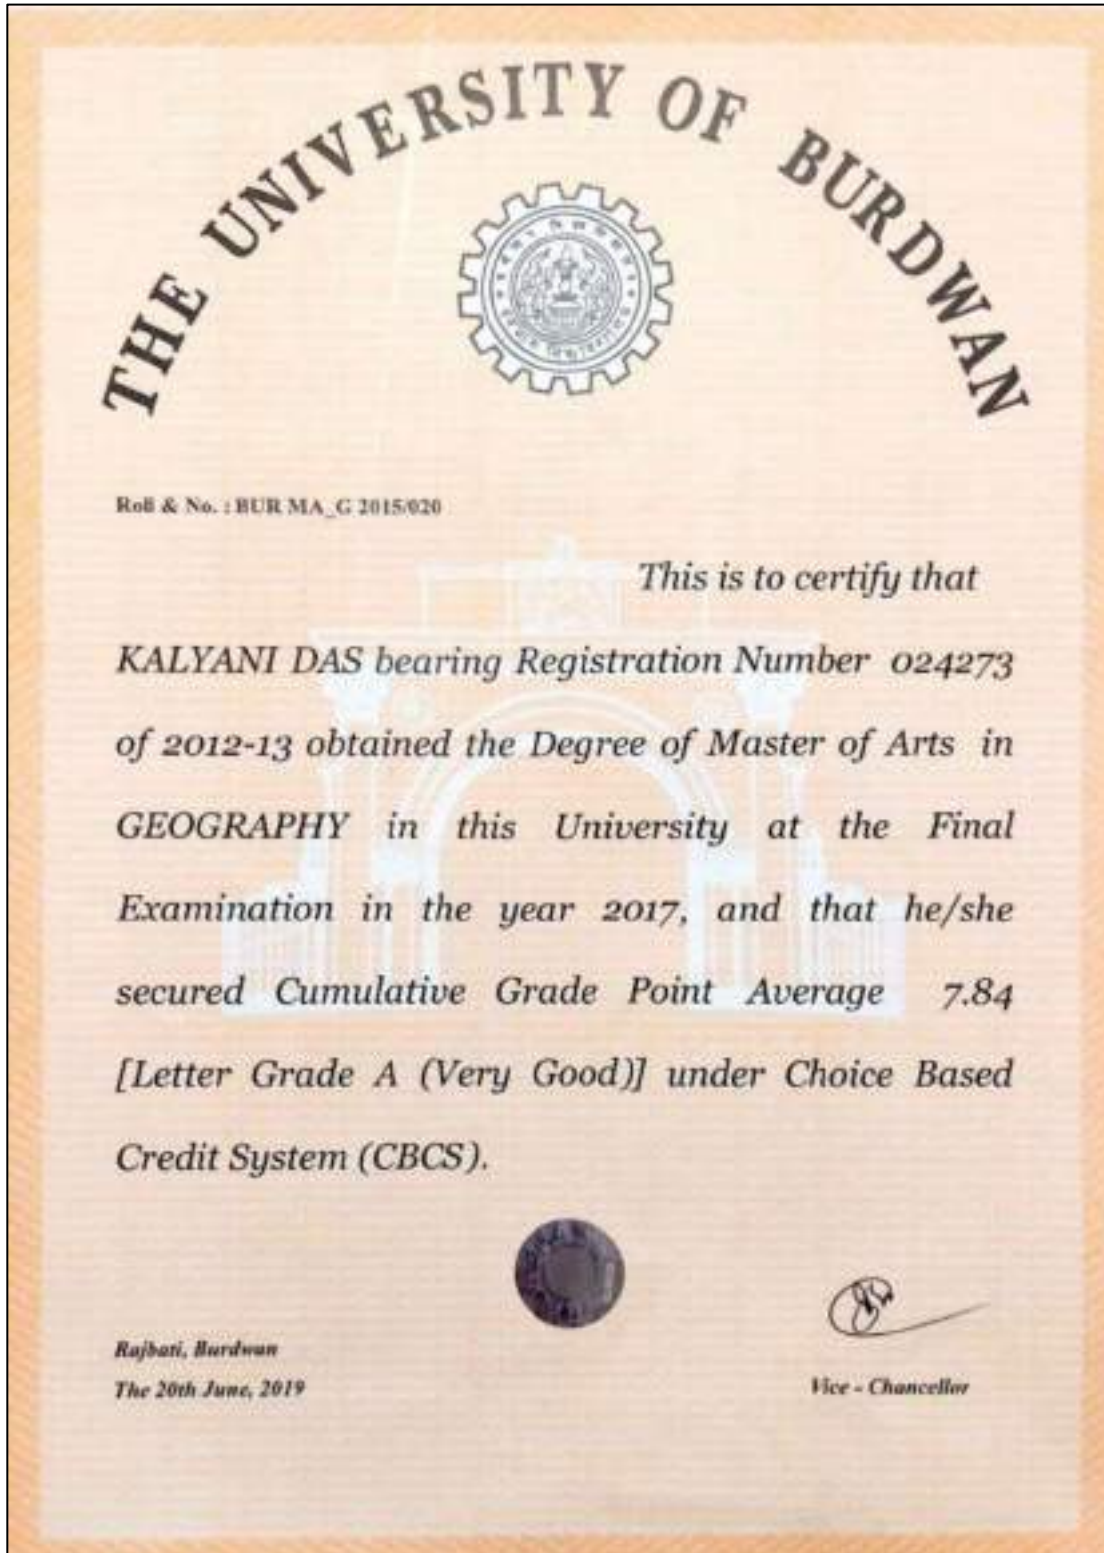 THE UNIVERSITY OF BURDWAN
Roll & No. : BUR MA_G 2015/020
This is to certify that
KALYANI DAS bearing Registration Number 024273
of 2012-13 obtained the Degree of Master of Arts in
GEOGRAPHY in this University at the Final
Examination in the year 2017, and that he/she
secured Cumulative Grade Point Average 7.84
[Letter Grade A (Very Good)] under Choice Based
Credit System (CBCS).
Rajbati, Burdwan
The 20th June, 2019
Vice - Chancellor